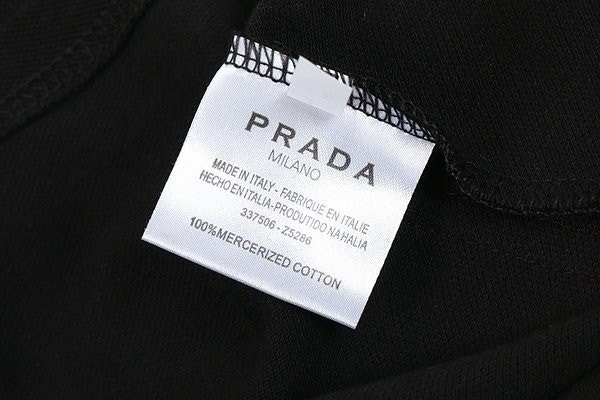 PRADA
MILANO
MADE IN ITALY - FABRIQUE EN ITALIE
HECHO EN ITALIA-PRODUTIDO NA HALIA
337506 -Z5286
100%MERCERIZED COTTON